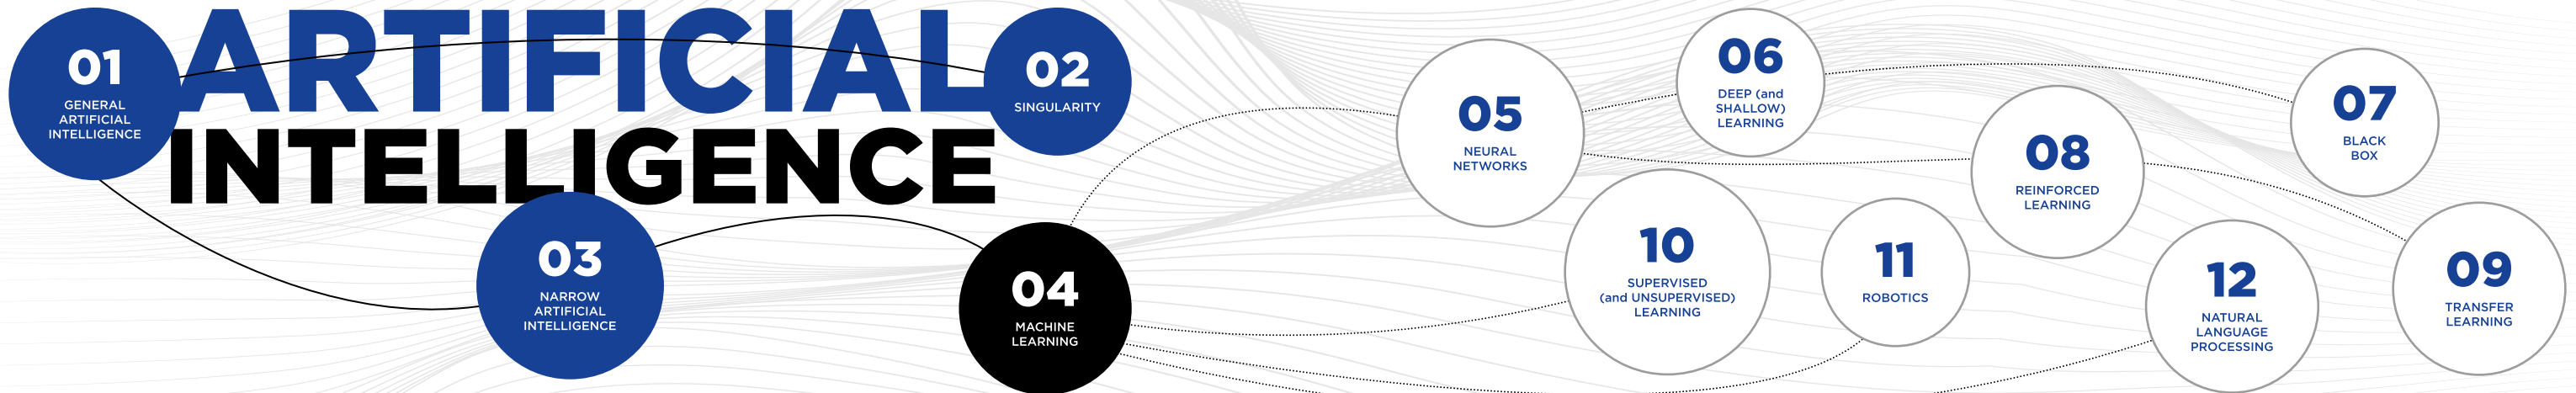 ARTIFICIAL
INTELLIGENCE
01
GENERAL
ARTIFICIAL
INTELLIGENCE
02
SINGULARITY
03
NARROW
ARTIFICIAL
INTELLIGENCE
04
MACHINE
LEARNING
05
NEURAL
NETWORKS
06
DEEP (and
SHALLOW)
LEARNING
07
BLACK
BOX
08
REINFORCED
LEARNING
09
TRANSFER
LEARNING
10
SUPERVISED
(and UNSUPERVISED)
LEARNING
11
ROBOTICS
12
NATURAL
LANGUAGE
PROCESSING